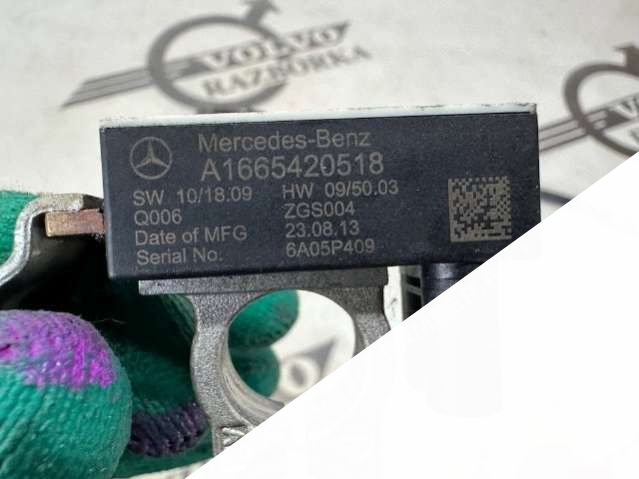 VOLVO
RAZBORKA
Mercedes-Benz
A1665420518
SW 10/18.09 HW 09/50.03
Q006 ZGS004
Date of MFG 23.08.13
Serial No. 6A05P409